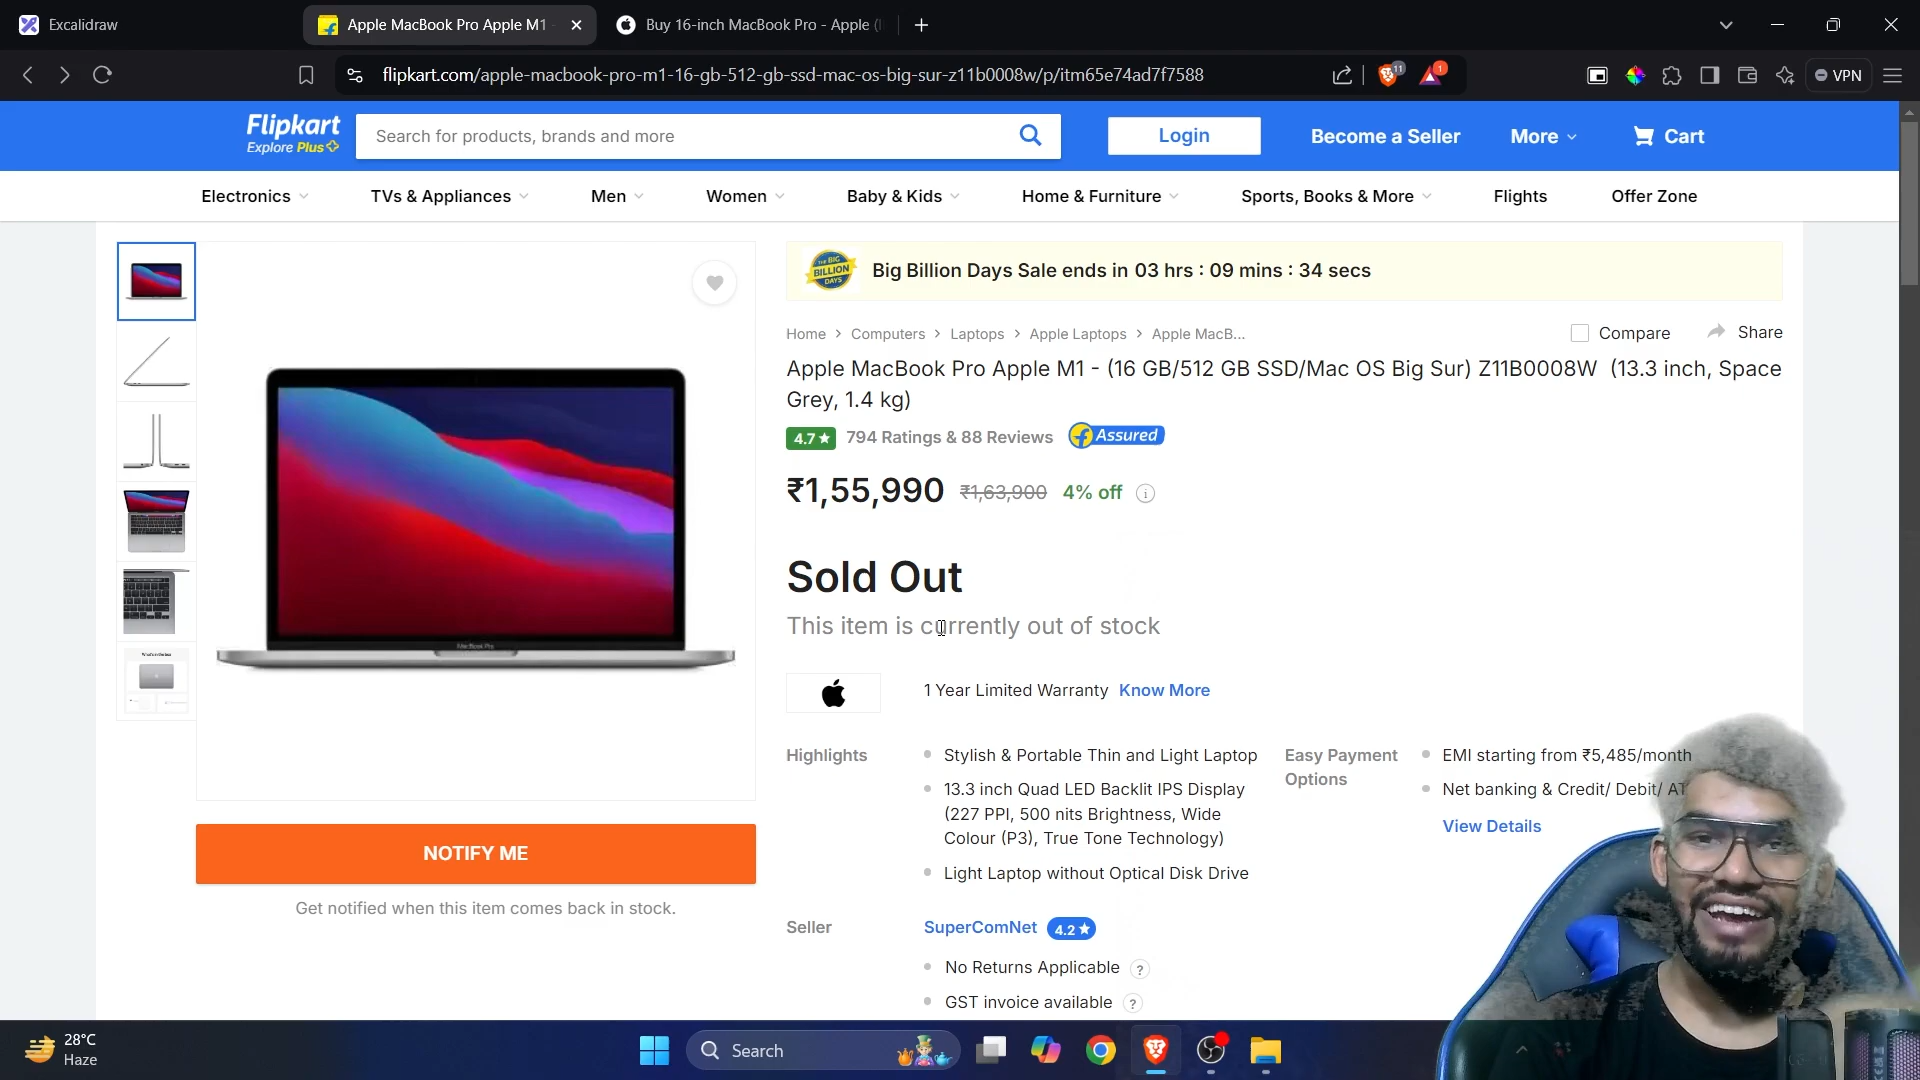 Excalidraw
Apple MacBook Pro Apple M1
Buy 16-inch MacBook Pro - Apple (
flipkart.com/apple-macbook-pro-m1-16-gb-512-gb-ssd-mac-os-big-sur-z11b0008w/p/itm65e74ad7f7588
11
1
VPN
Flipkart
Explore Plus
Search for products, brands and more
Login
Become a Seller
More
Cart
Electronics
TVs & Appliances
Men
Women
Baby & Kids
Home & Furniture
Sports, Books & More
Flights
Offer Zone
THE BIG BILLION DAYS
Big Billion Days Sale ends in 03 hrs : 09 mins : 34 secs
Home > Computers > Laptops > Apple Laptops > Apple MacB...
Compare
Share
Apple MacBook Pro Apple M1 - (16 GB/512 GB SSD/Mac OS Big Sur) Z11B0008W (13.3 inch, Space
Grey, 1.4 kg)
4.7★ 794 Ratings & 88 Reviews
Assured
₹1,55,990 ₹1,63,900 4% off
Sold Out
This item is currently out of stock
1 Year Limited Warranty Know More
Highlights
Stylish & Portable Thin and Light Laptop
13.3 inch Quad LED Backlit IPS Display
(227 PPI, 500 nits Brightness, Wide
Colour (P3), True Tone Technology)
Light Laptop without Optical Disk Drive
Easy Payment
Options
EMI starting from ₹5,485/month
Net banking & Credit/ Debit/ AT
View Details
Seller
SuperComNet 4.2★
No Returns Applicable ?
GST invoice available ?
MacBook Pro
NOTIFY ME
Get notified when this item comes back in stock.
28°C
Haze
Search